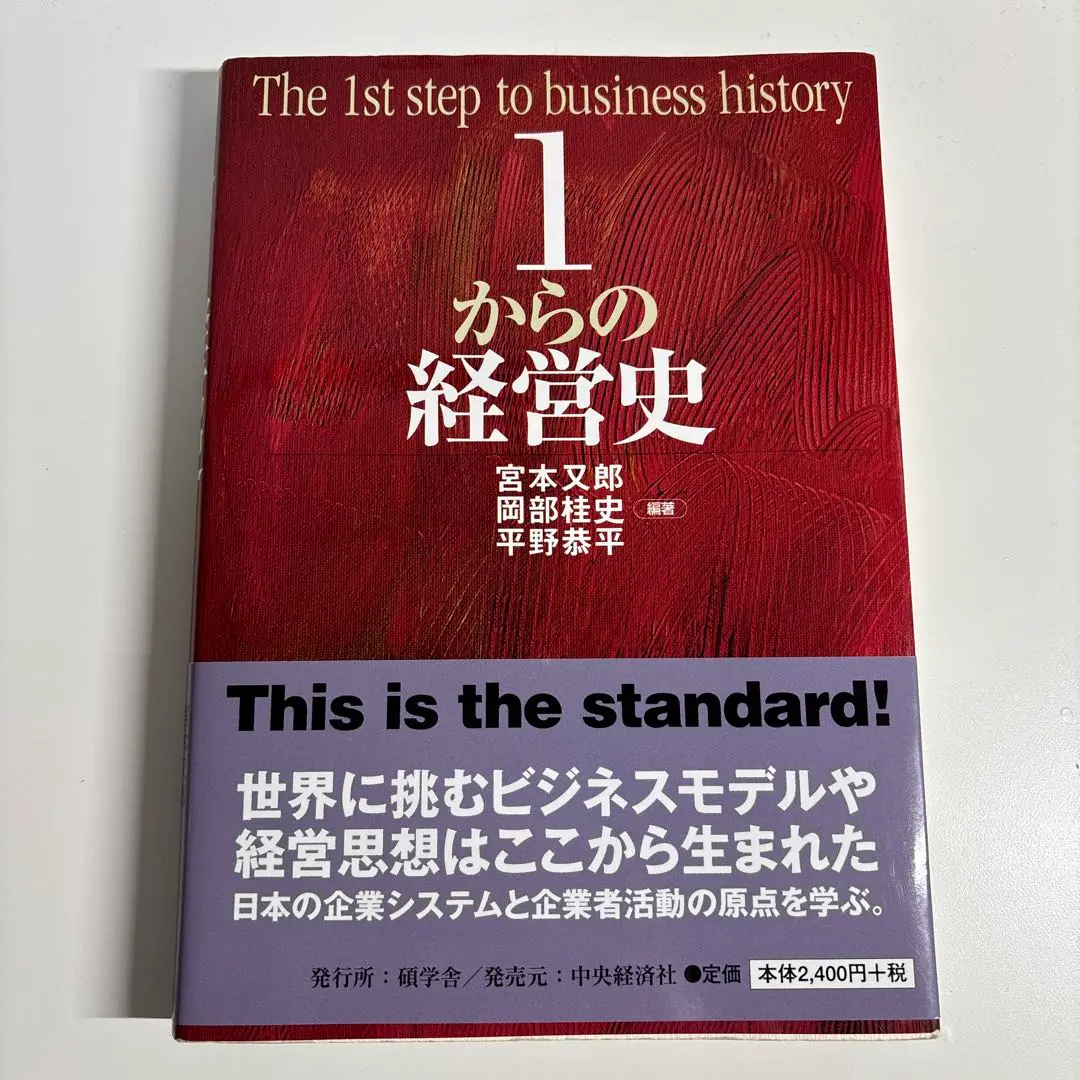 The 1st step to business history
1
からの
経営史
宮本又郎
岡部桂史 編著
平野恭平
This is the standard!
世界に挑むビジネスモデルや
経営思想はここから生まれた
日本の企業システムと企業者活動の原点を学ぶ。
発行所：碩学舎／発売元：中央経済社 ●定価 本体2,400円+税